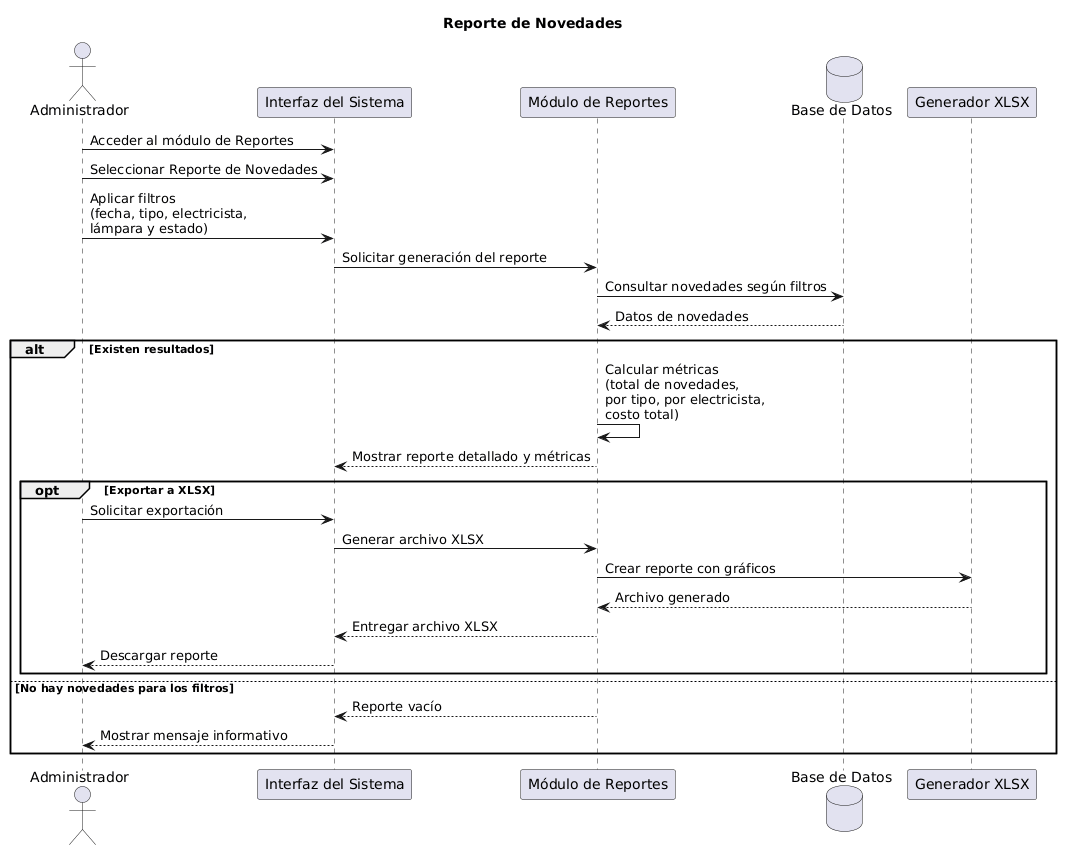 Reporte de Novedades
Administrador
Interfaz del Sistema
Módulo de Reportes
Base de Datos
Generador XLSX
Acceder al módulo de Reportes
Seleccionar Reporte de Novedades
Aplicar filtros
(fecha, tipo, electricista,
lámpara y estado)
Solicitar generación del reporte
Consultar novedades según filtros
Datos de novedades
alt
[Existen resultados]
Calcular métricas
(total de novedades,
por tipo, por electricista,
costo total)
Mostrar reporte detallado y métricas
opt
[Exportar a XLSX]
Solicitar exportación
Generar archivo XLSX
Crear reporte con gráficos
Archivo generado
Entregar archivo XLSX
Descargar reporte
[No hay novedades para los filtros]
Reporte vacío
Mostrar mensaje informativo
Administrador
Interfaz del Sistema
Módulo de Reportes
Base de Datos
Generador XLSX